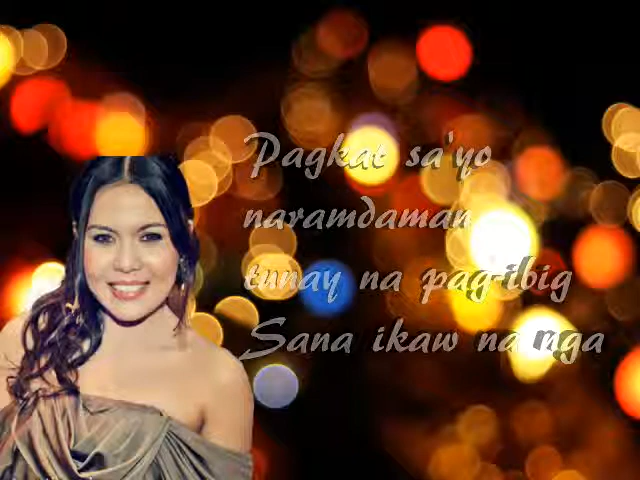 Pagkat sa'yo
naramdaman
tunay na pag-ibig
Sana ikaw na nga